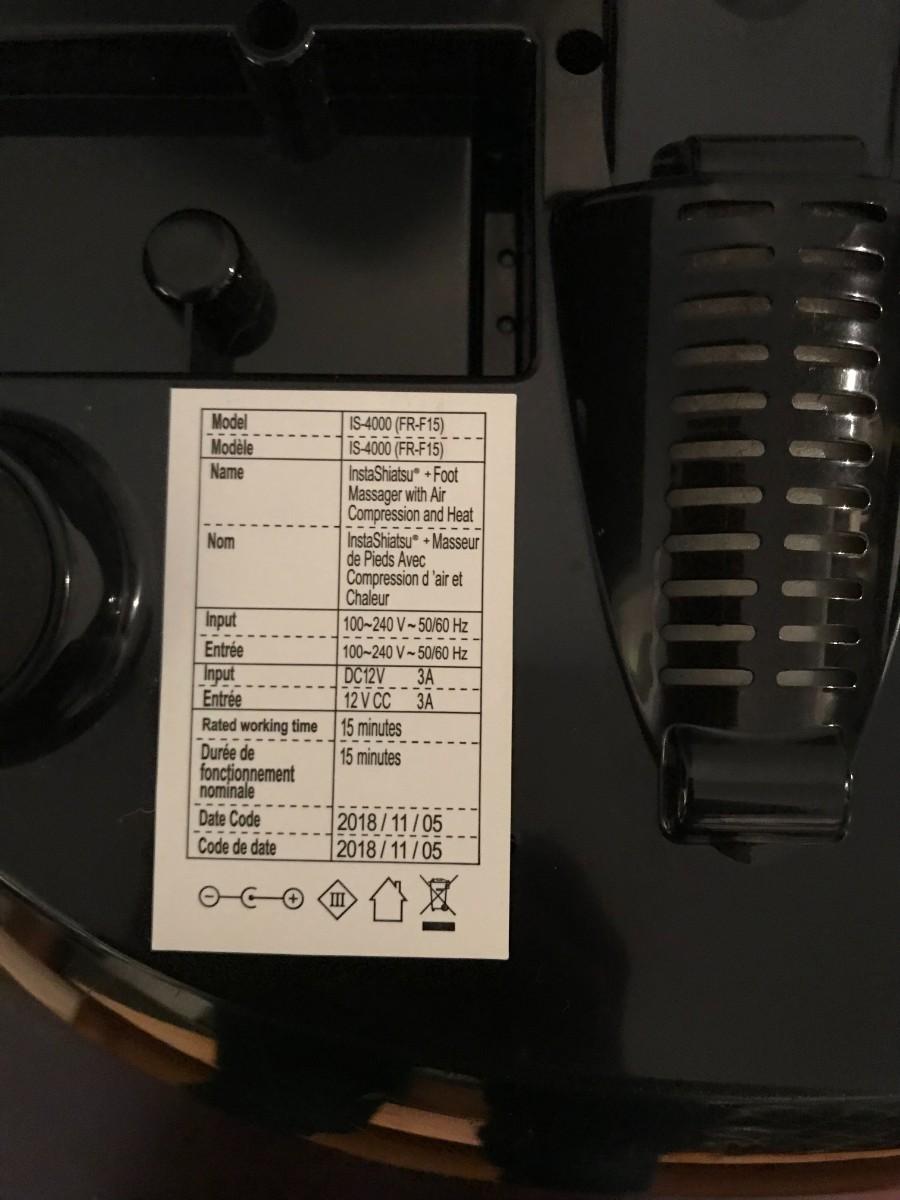 Model IS-4000 (FR-F15)
Modèle IS-4000 (FR-F15)
Name InstaShiatsu® + Foot
Massager with Air
Compression and Heat
Nom InstaShiatsu® + Masseur
de Pieds Avec
Compression d 'air et
Chaleur
Input 100~240 V ~ 50/60 Hz
Entrée 100~240 V ~ 50/60 Hz
Input DC12V 3A
Entrée 12 V CC 3A
Rated working time 15 minutes
Durée de 15 minutes
fonctionnement
nominale
Date Code 2018 / 11 / 05
Code de date 2018 / 11 / 05
III